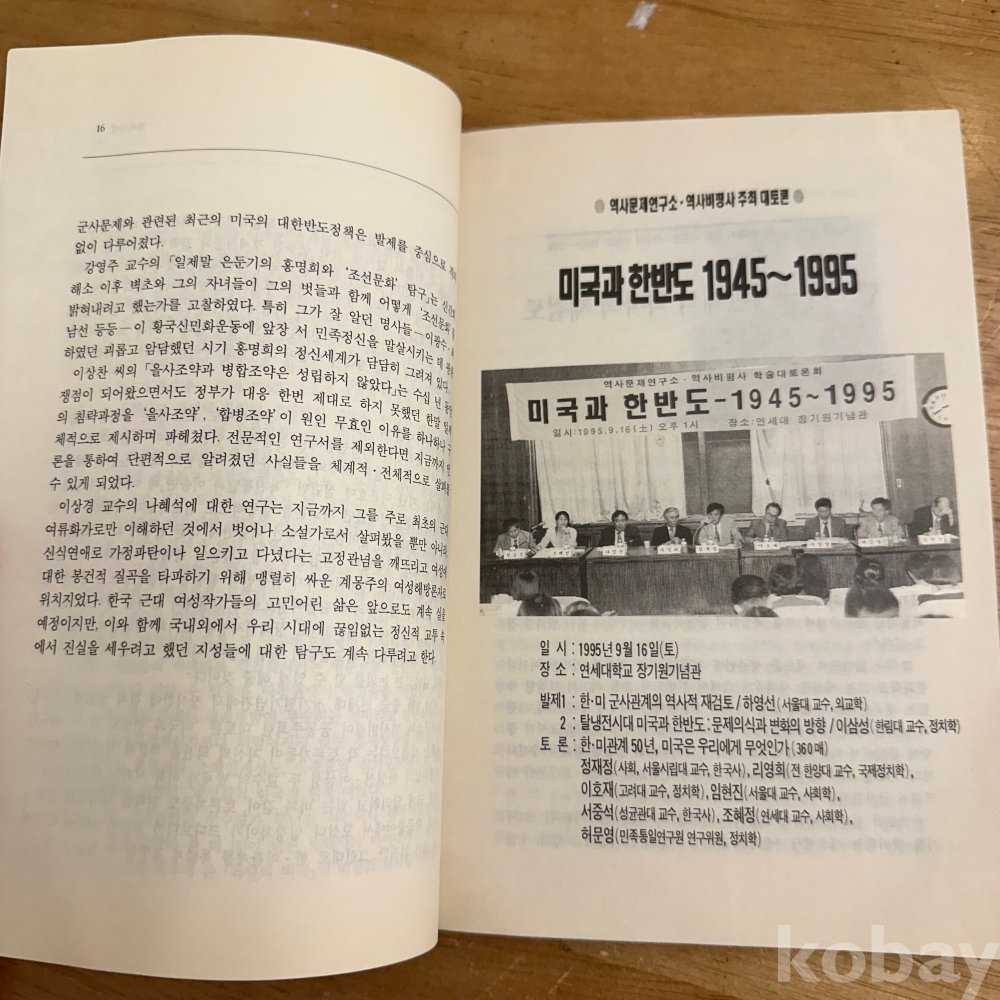 16
군사문제와 관련된 최근의 미국의 대한반도정책은 발제를 중심으로
없이 다루어졌다.
강영주 교수의 「일제말 은둔기의 홍명희와 '조선문화' 탐구」는
해소 이후 벽초와 그의 자녀들이 그의 벗들과 함께 어떻게 '조선문화'
밝혀내려고 했는가를 고찰하였다. 특히 그가 잘 알던 명사들―이광수·
남선 등등―이 황국신민화운동에 앞장 서 민족정신을 말살시키는 데
하였던 괴롭고 암담했던 시기 홍명희의 정신세계가 담담히 그려져 있다.
이상찬 씨의 「을사조약과 병합조약은 성립하지 않았다」는 수십 년 동안
쟁점이 되어왔으면서도 정부가 대응 한번 제대로 하지 못했던 한말
의 침략과정을 '을사조약', '합병조약'이 원인 무효인 이유를 하나하나
체적으로 제시하며 파헤쳤다. 전문적인 연구서를 제외한다면 지금까지
론을 통하여 단편적으로 알려졌던 사실들을 체계적·전체적으로
수 있게 되었다.
이상경 교수의 나혜석에 대한 연구는 지금까지 그를 주로 최초의
여류화가로만 이해하던 것에서 벗어나 소설가로서 살펴봤을 뿐만 아니라,
신식연애로 가정파탄이나 일으키고 다녔다는 고정관념을 깨뜨리고 여성에
대한 봉건적 질곡을 타파하기 위해 맹렬히 싸운 계몽주의 여성해방론자로
위치지었다. 한국 근대 여성작가들의 고민어린 삶은 앞으로도 계속 실을
예정이지만, 이와 함께 국내외에서 우리 시대에 끊임없는 정신적 고투 속
에서 진실을 세우려고 했던 지성들에 대한 탐구도 계속 다루려고 한다.
역사문제연구소·역사비평사 주최 대토론
미국과 한반도 1945~1995
역사문제연구소·역사비평사 학술대토론회
미국과 한반도-1945~1995
일시:1995.9.16(土) 오후 1시 장소:연세대 장기원기념관
일 시 : 1995년 9월 16일(토)
장 소 : 연세대학교 장기원기념관
발제1 : 한·미 군사관계의 역사적 재검토 / 하영선(서울대 교수, 외교학)
2 : 탈냉전시대 미국과 한반도:문제의식과 변화의 방향 / 이삼성(한림대 교수, 정치학)
토 론 : 한·미관계 50년, 미국은 우리에게 무엇인가(360매)
정재정(사회, 서울시립대 교수, 한국사), 리영희(전 한양대 교수, 국제정치학),
이호재(고려대 교수, 정치학), 임현진(서울대 교수, 사회학),
서중석(성균관대 교수, 한국사), 조혜정(연세대 교수, 사회학),
허문영(민족통일연구원 연구위원, 정치학)
kobay